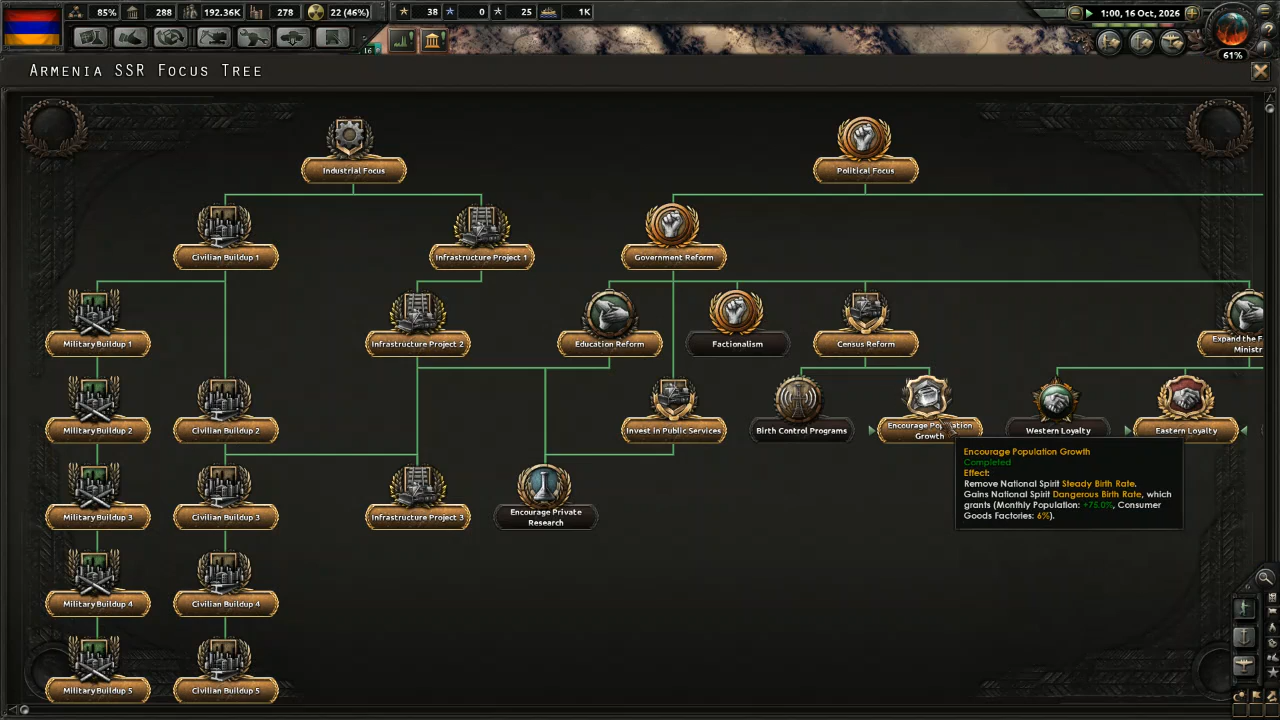 85%
288
192.36K
278
22 (46%)
38
0
25
1K
1:00, 16 Oct, 2026
16
61%
Armenia SSR Focus Tree
Industrial Focus
Political Focus
Civilian Buildup 1
Infrastructure Project 1
Government Reform
Military Buildup 1
Infrastructure Project 2
Education Reform
Factionalism
Census Reform
Expand the F
Ministr
Military Buildup 2
Civilian Buildup 2
Invest in Public Services
Birth Control Programs
Encourage Population
Growth
Western Loyalty
Eastern Loyalty
Encourage Population Growth
Completed
Effect:
Remove National Spirit Steady Birth Rate.
Gains National Spirit Dangerous Birth Rate, which
grants (Monthly Population: +75.0%, Consumer
Goods Factories: 6%).
Military Buildup 3
Civilian Buildup 3
Infrastructure Project 3
Encourage Private
Research
Military Buildup 4
Civilian Buildup 4
Military Buildup 5
Civilian Buildup 5